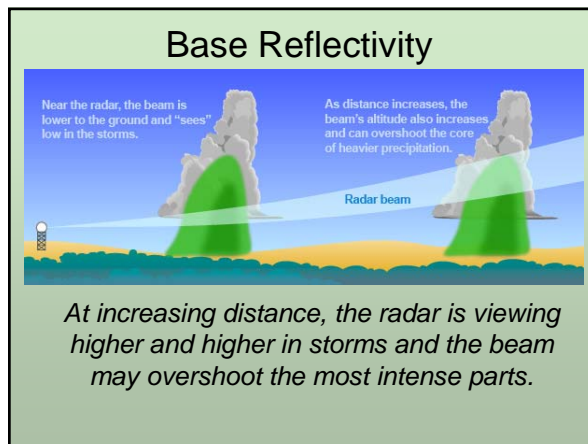 Base Reflectivity
Near the radar, the beam is
lower to the ground and “sees”
low in the storms.
As distance increases, the
beam’s altitude also increases
and can overshoot the core
of heavier precipitation.
Radar beam
At increasing distance, the radar is viewing
higher and higher in storms and the beam
may overshoot the most intense parts.